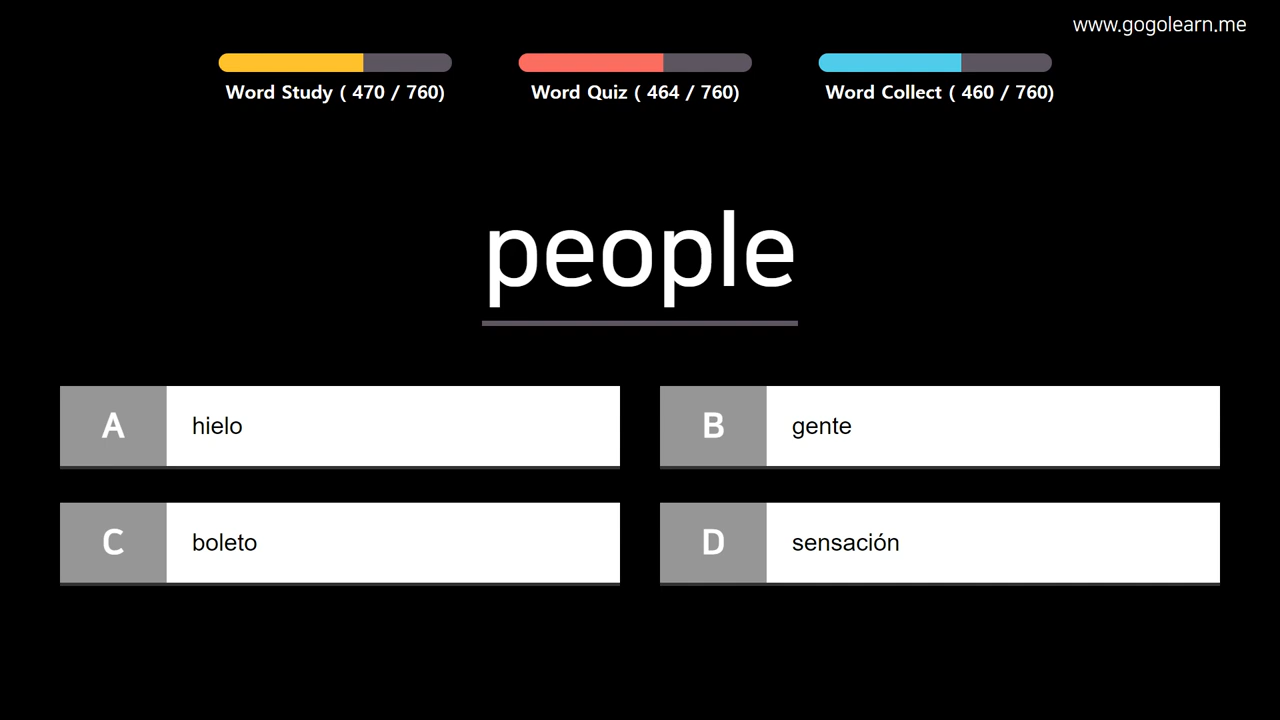 www.gogolearn.me
Word Study ( 470 / 760)
Word Quiz ( 464 / 760)
Word Collect ( 460 / 760)
people
A hielo
B gente
C boleto
D sensación